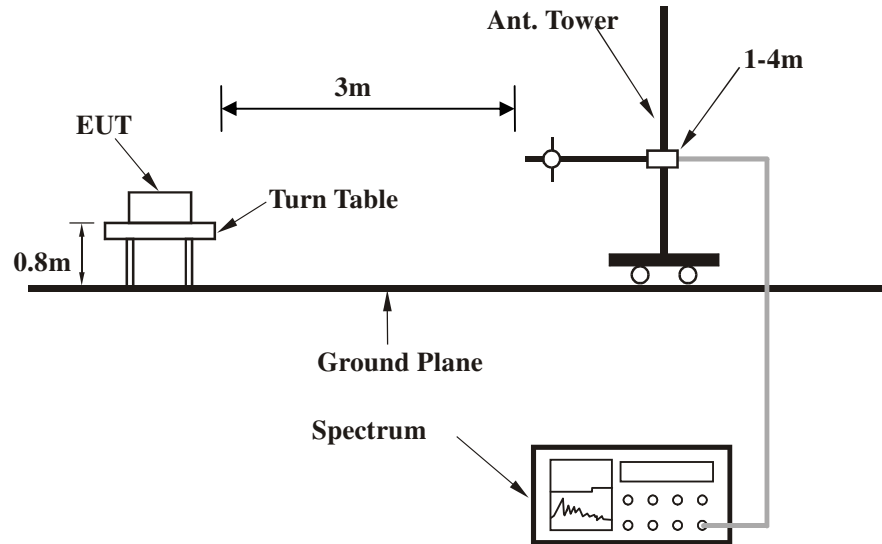 Ant. Tower
1-4m
3m
EUT
Turn Table
0.8m
Ground Plane
Spectrum